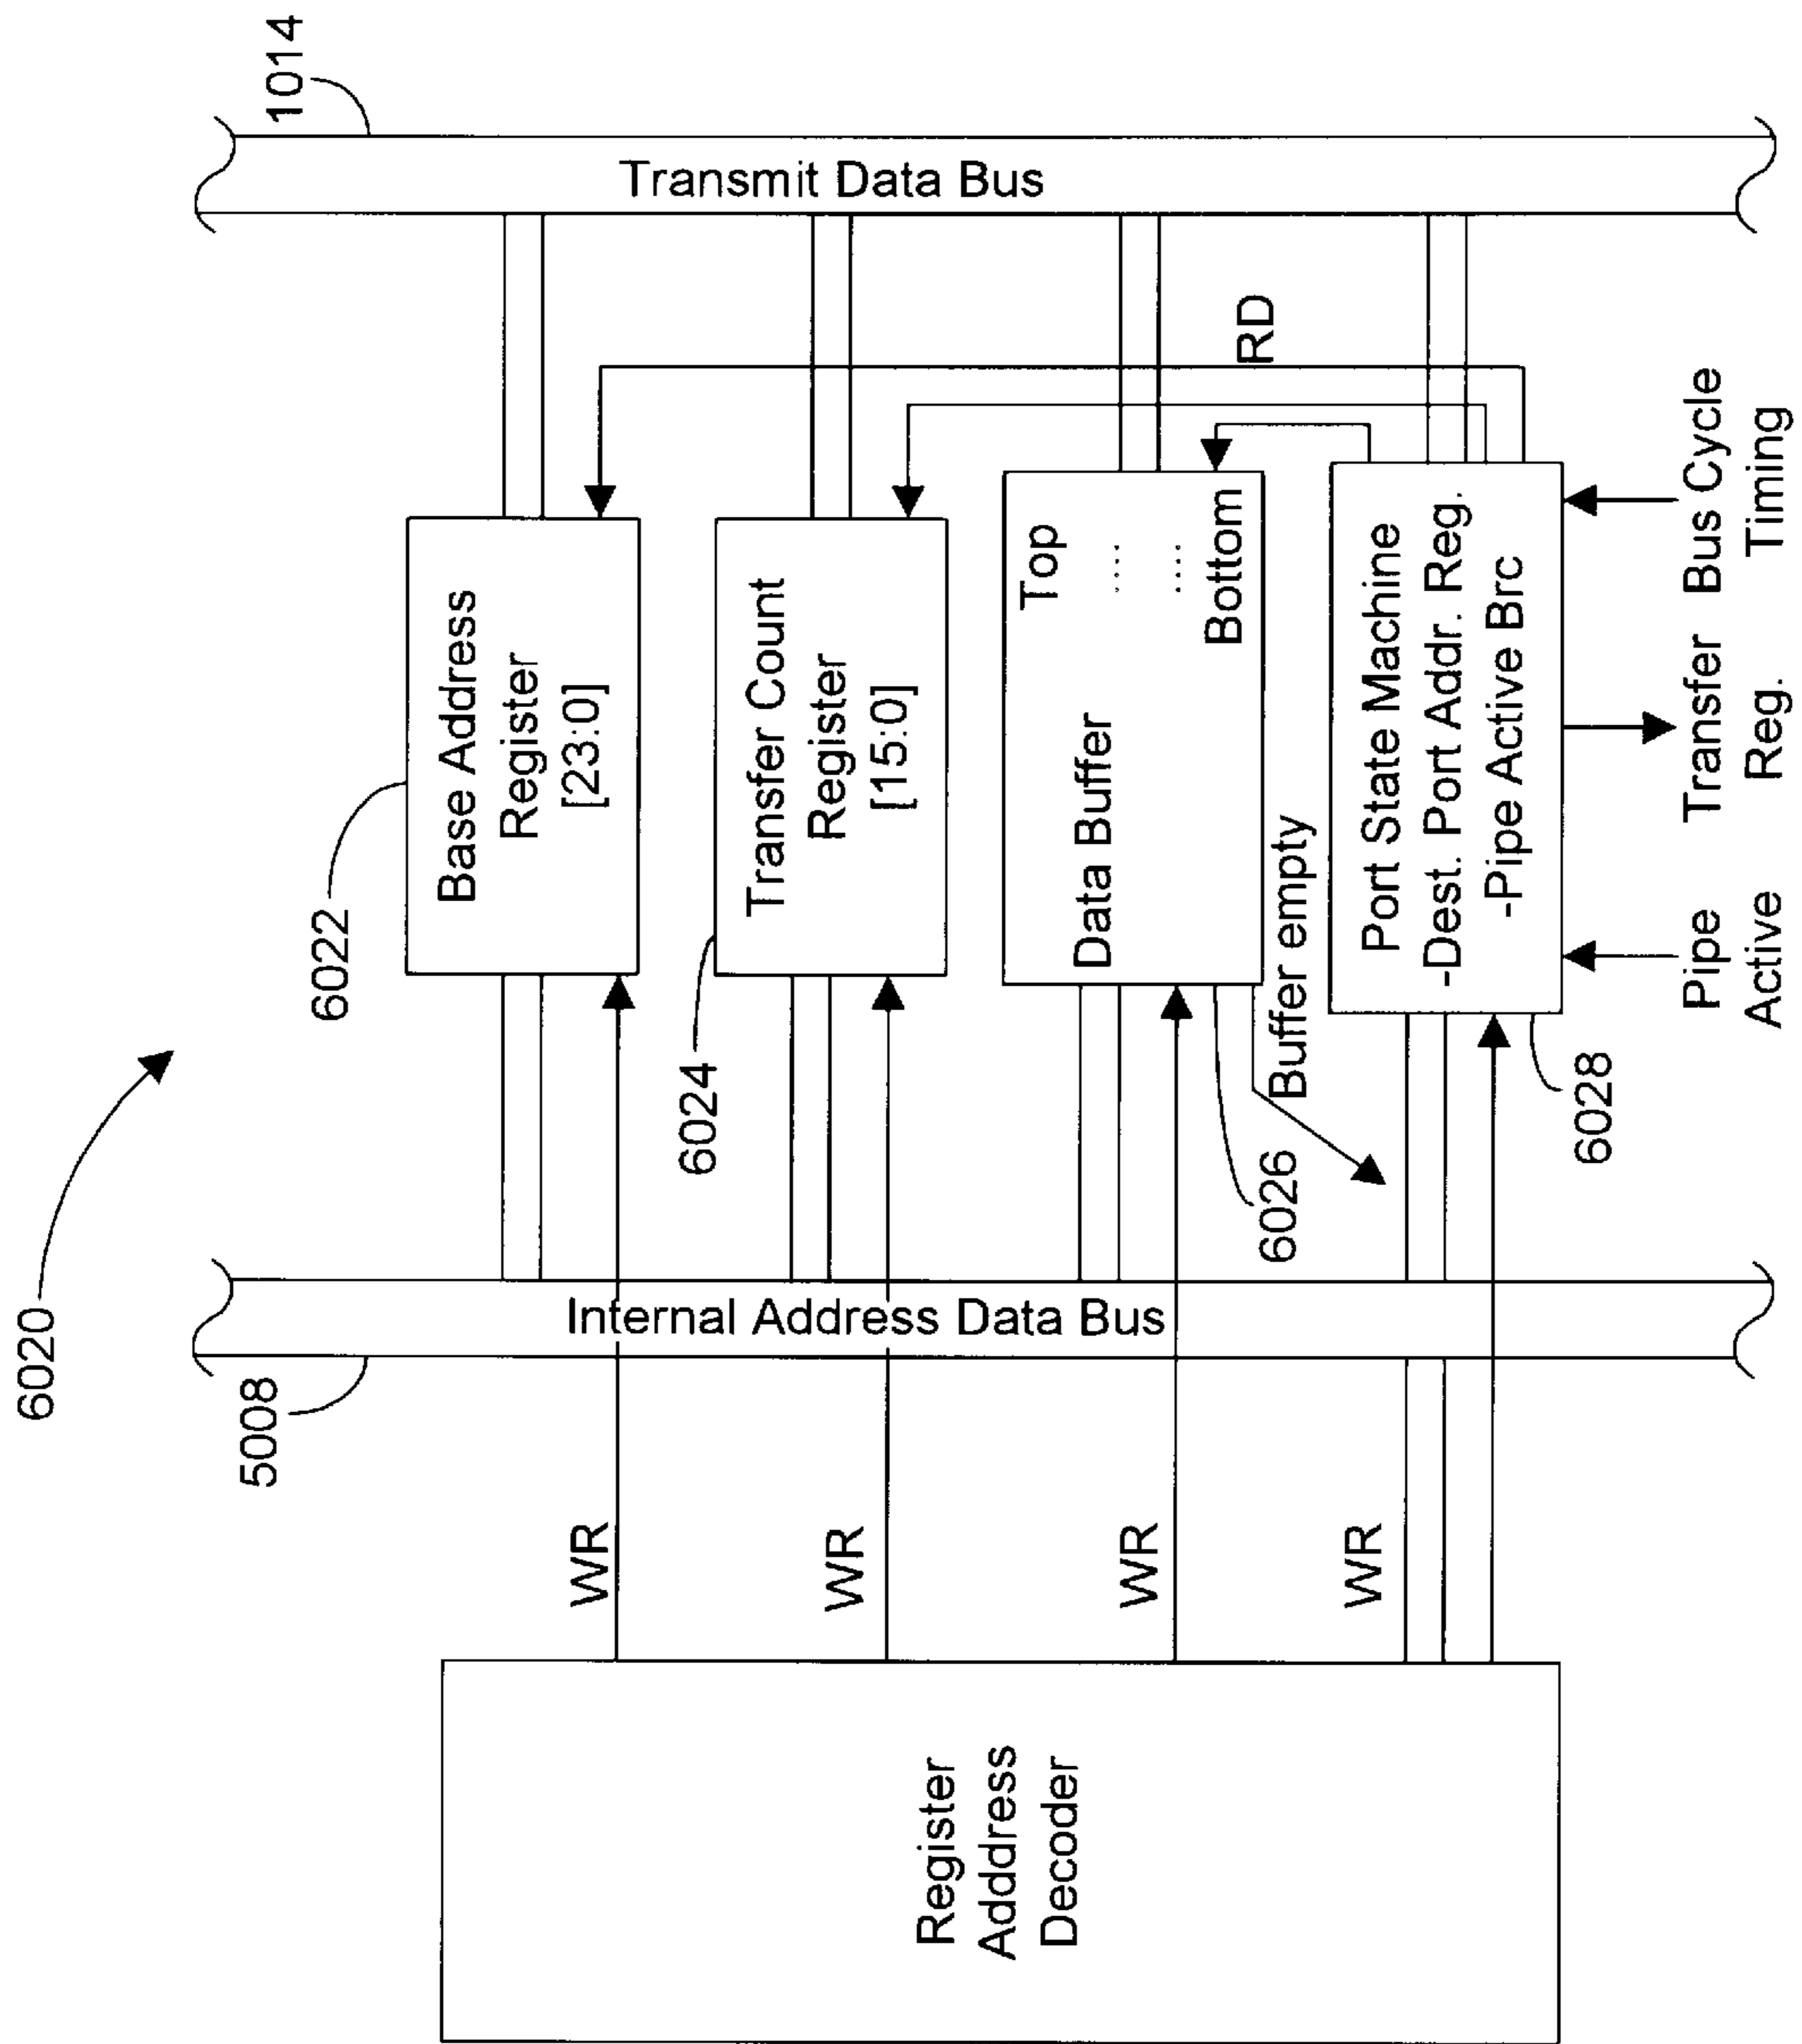 6020
5008
1014
6022
Base Address
Register
[23:0]
WR
6024
Transfer Count
Register
[15:0]
WR
Register
Address
Decoder
Internal Address Data Bus
Transmit Data Bus
Data Buffer
Top
....
....
Bottom
WR
6026
Buffer empty
RD
WR
Port State Machine
-Dest. Port Addr. Reg.
-Pipe Active Brc
6028
Pipe
Active
Transfer
Reg.
Bus Cycle
Timing